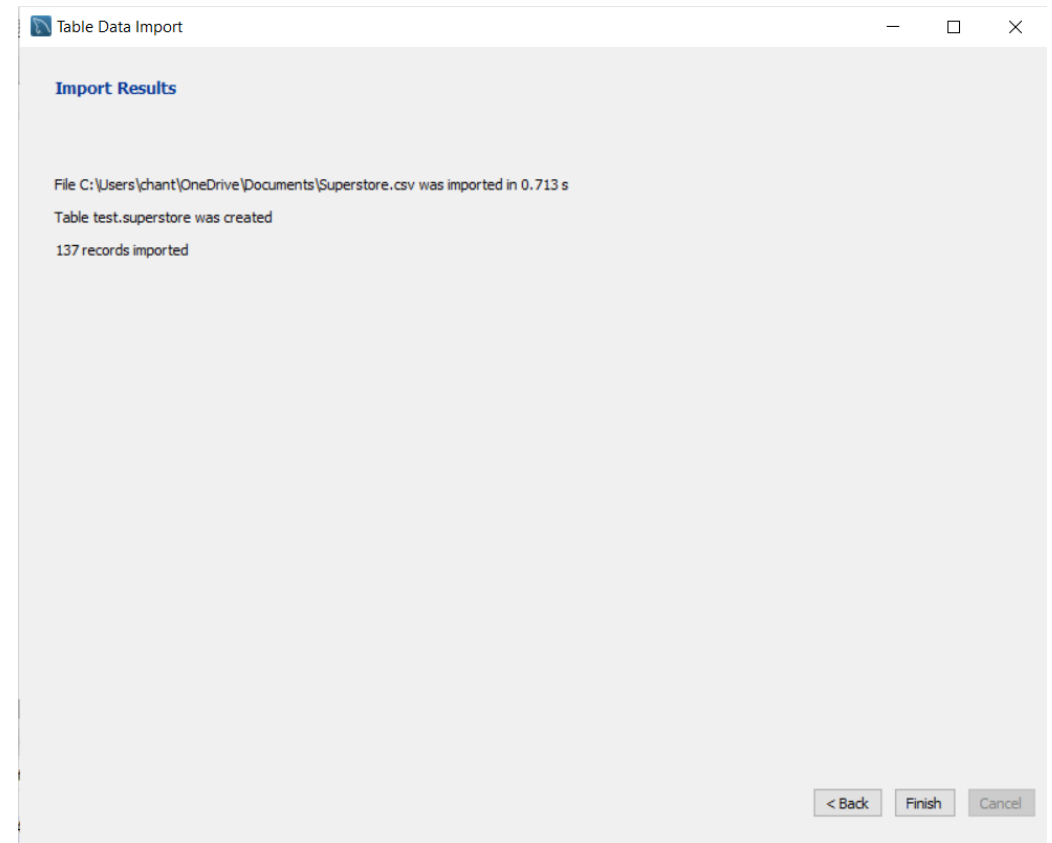 Table Data Import
Import Results
File C:\Users\chant\OneDrive\Documents\Superstore.csv was imported in 0.713 s
Table test.superstore was created
137 records imported
< Back Finish Cancel